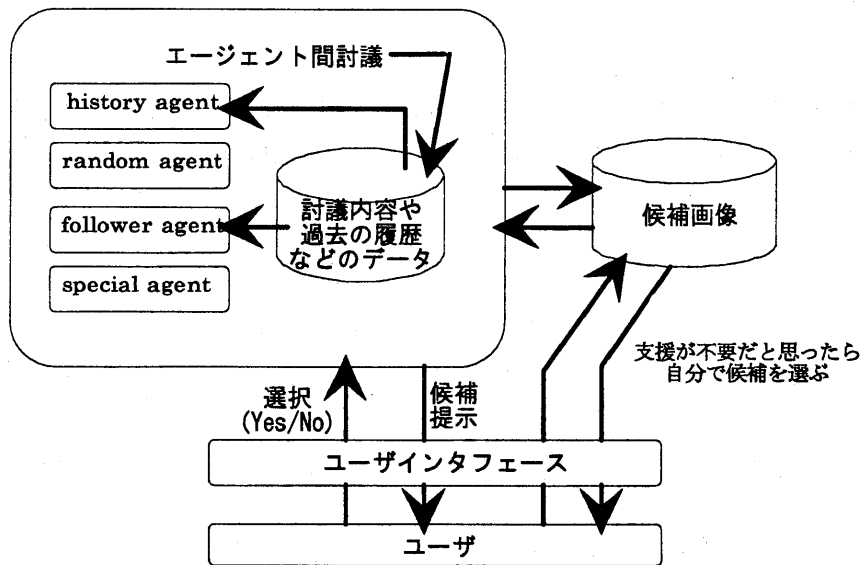 エージェント間討議
history agent
random agent
follower agent
special agent
討議内容や
過去の履歴
などのデータ
候補画像
支援が不要だと思ったら
自分で候補を選ぶ
選択
(Yes/No)
候補
提示
ユーザインタフェース
ユーザ